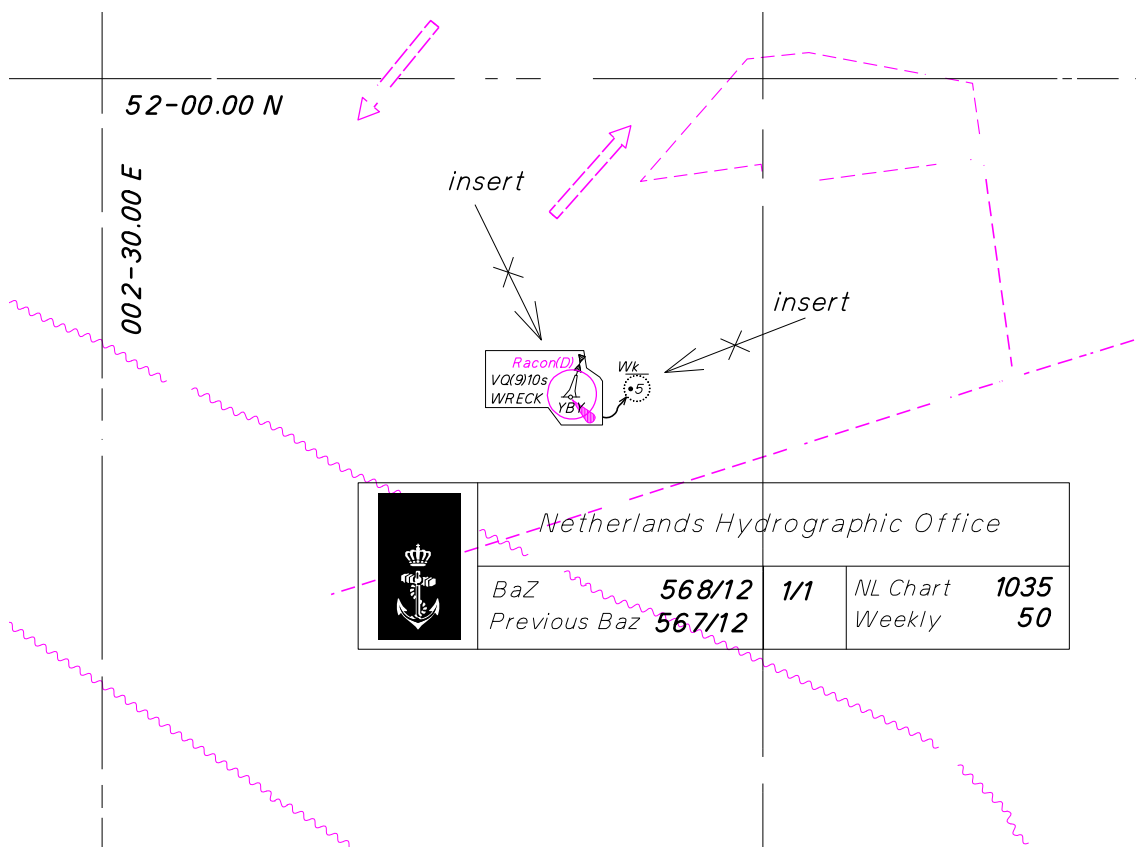 52-00.00 N
002-30.00 E
insert
insert
Racon(D)
VQ(9)10s
WRECK
YBY
Wk
5
Netherlands Hydrographic Office
BaZ 568/12 1/1 NL Chart 1035
Previous Baz 567/12 Weekly 50